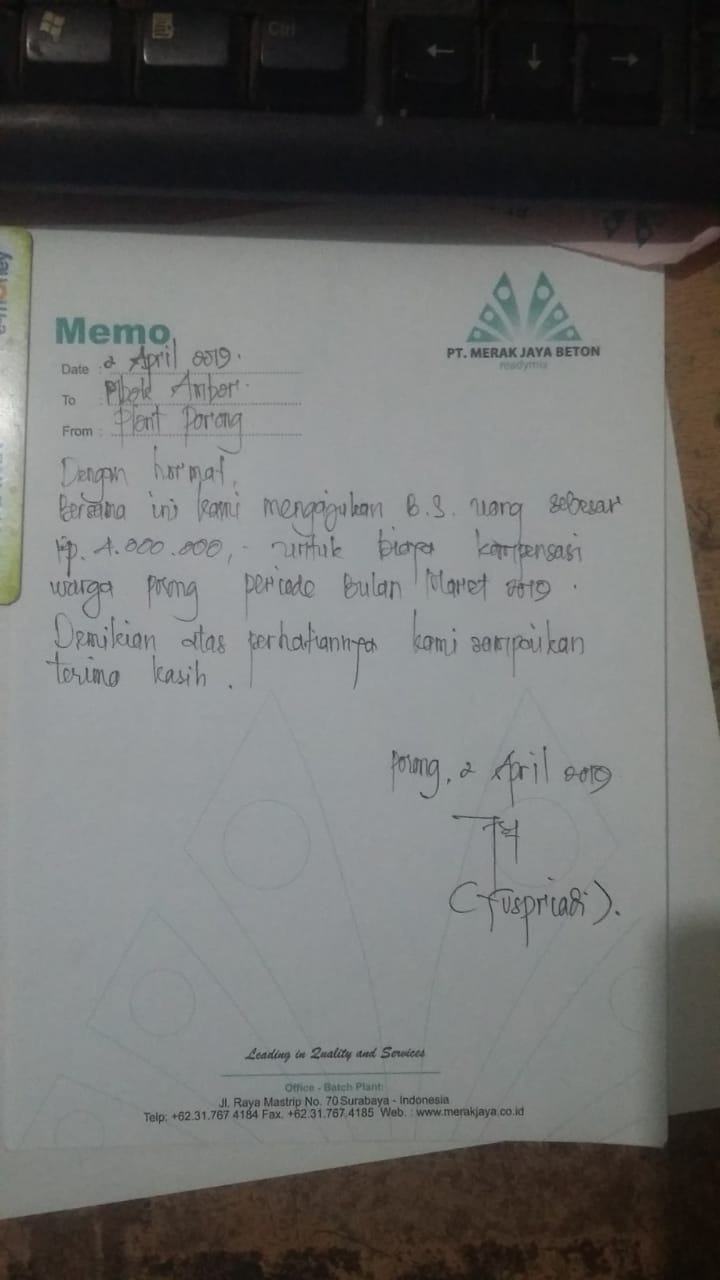 Ctrl
e-money
Memo
PT. MERAK JAYA BETON
readymix
Date : 2 April 2019.
To : Mbak Ambar.
From : Plant Porong
Dengan hormat,
Bersama ini kami mengajukan B.S. uang sebesar
Rp. 4.000.000,- untuk biaya kompensasi
warga porong periode Bulan Maret 2019.
Demikian atas perhatiannya kami sampaikan
terima kasih.
Porong, 2 April 2019
(Yuspriadi).
Leading in Quality and Services
Office - Batch Plant:
Jl. Raya Mastrip No. 70 Surabaya - Indonesia
Telp: +62.31.767 4184 Fax. +62.31.767.4185 Web. : www.merakjaya.co.id